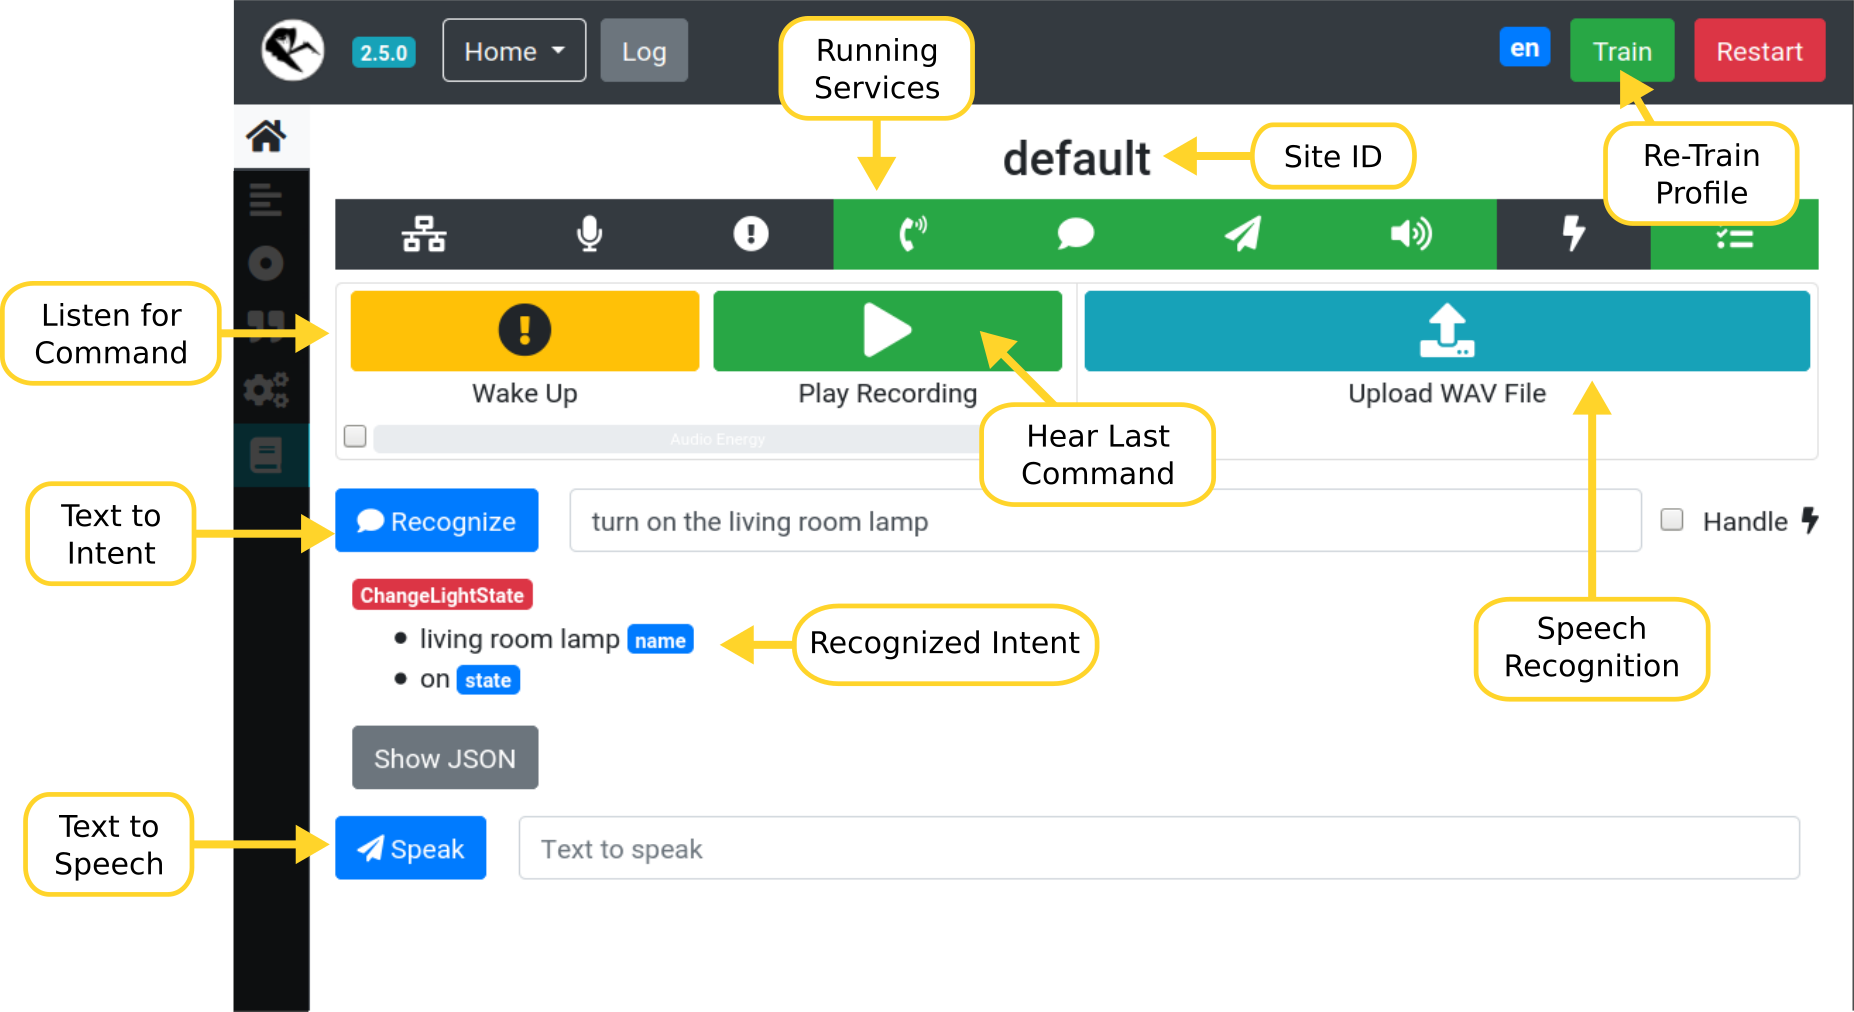 2.5.0 Home Log
Running
Services
en Train Restart
default
Site ID
Re-Train
Profile
Listen for
Command
Wake Up
Play Recording
Upload WAV File
Audio Energy
Hear Last
Command
Text to
Intent
Recognize turn on the living room lamp Handle
ChangeLightState
living room lamp name
on state
Recognized Intent
Speech
Recognition
Show JSON
Text to
Speech
Speak Text to speak